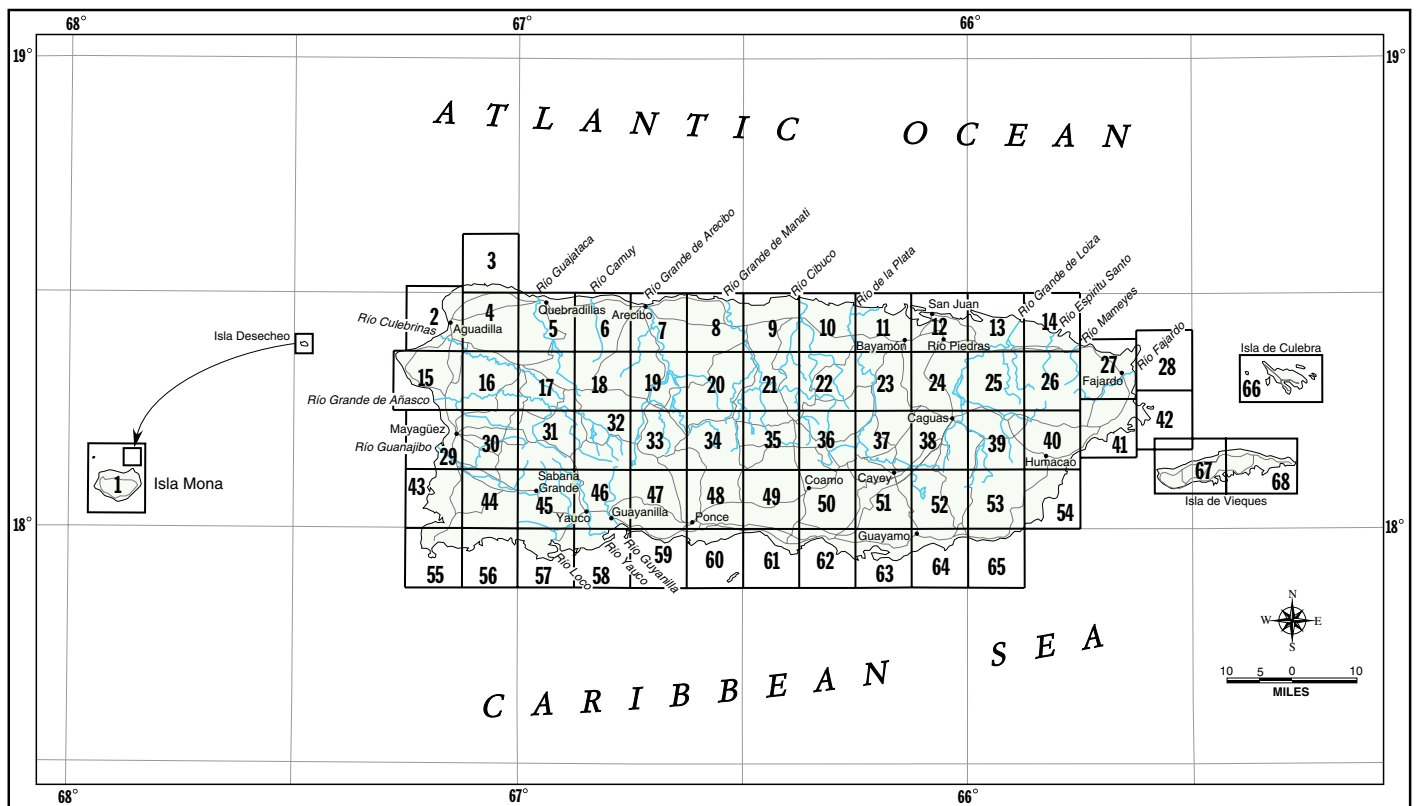 68°
67°
66°
19°
19°
ATLANTIC OCEAN
3
Río Guajataca
Río Camuy
Río Grande de Arecibo
Río Grande de Manati
Río Cibuco
Río de la Plata
Río Grande de Loiza
Río Espiritu Santo
Río Mameyes
Río Fajardo
Isla Desecheo
Río Culebrinas
2
4
Aguadilla
Quebradillas
5
6
Arecibo
7
8
9
10
11
Bayamón
San Juan
12
Río Piedras
13
14
15
16
17
18
19
20
21
22
23
24
25
26
27
Fajardo
28
Isla de Culebra
66
Río Grande de Añasco
Mayagüez
Río Guanajibo
29
30
31
32
33
34
35
36
37
Caguas
38
39
40
Humacao
41
42
1
Isla Mona
43
44
Sabana
Grande
45
Yauco
46
Guayanilla
47
48
Ponce
49
Coamo
50
Cayey
51
52
Guayamo
53
54
67
68
Isla de Vieques
18°
18°
55
56
57
Río Loco
58
Río Yauco
Río Guyanilla
59
60
61
62
63
64
65
CARIBBEAN SEA
N
W
E
S
10 5 0 10
MILES
68°
67°
66°